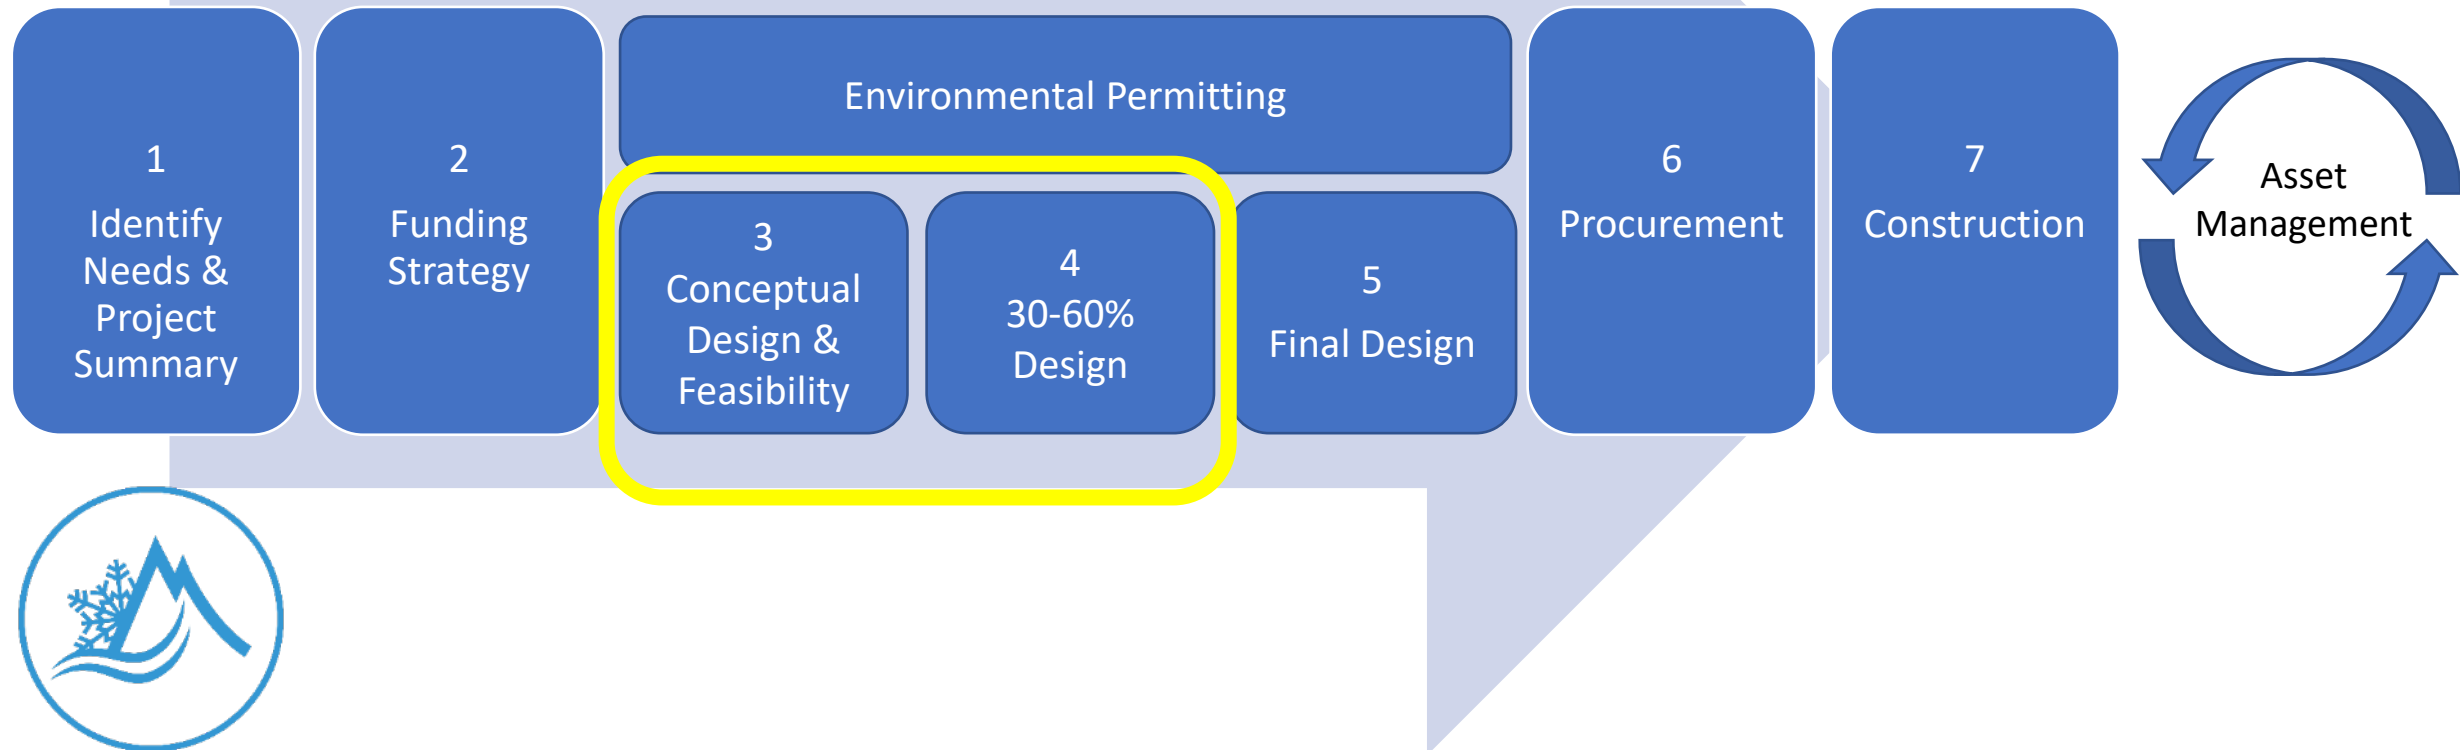 1
Identify
Needs &
Project
Summary
2
Funding
Strategy
Environmental Permitting
3
Conceptual
Design &
Feasibility
4
30-60%
Design
5
Final Design
6
Procurement
7
Construction
Asset
Management